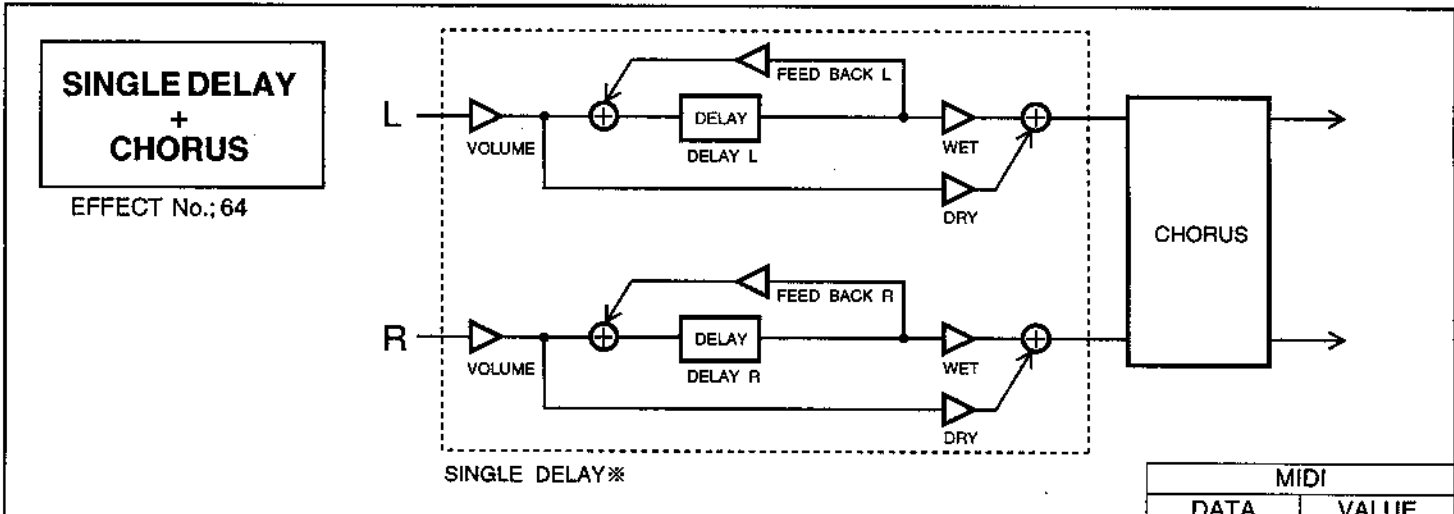 SINGLE DELAY
+
CHORUS
EFFECT No.; 64
L
VOLUME
FEED BACK L
DELAY
DELAY L
WET
DRY
CHORUS
R
VOLUME
FEED BACK R
DELAY
DELAY R
WET
DRY
SINGLE DELAY※
MIDI
DATA VALUE